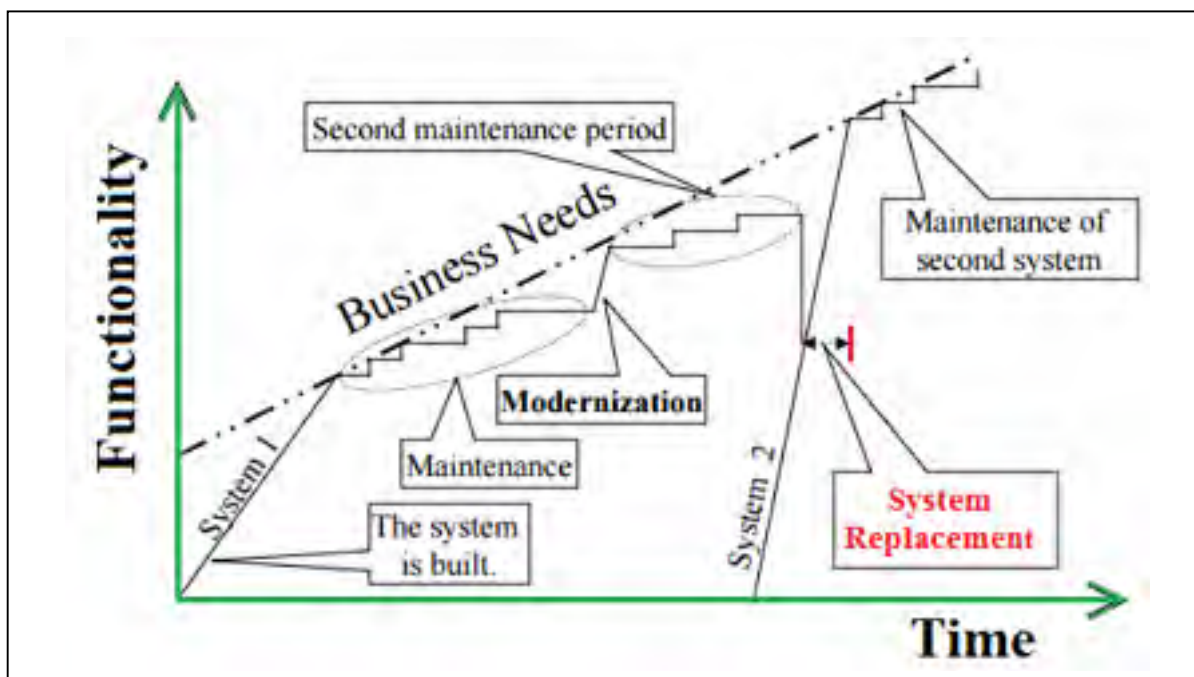 Second maintenance period
Functionality
Business Needs
Maintenance of
second system
Modernization
Maintenance
System 1
The system
is built.
System 2
System
Replacement
Time